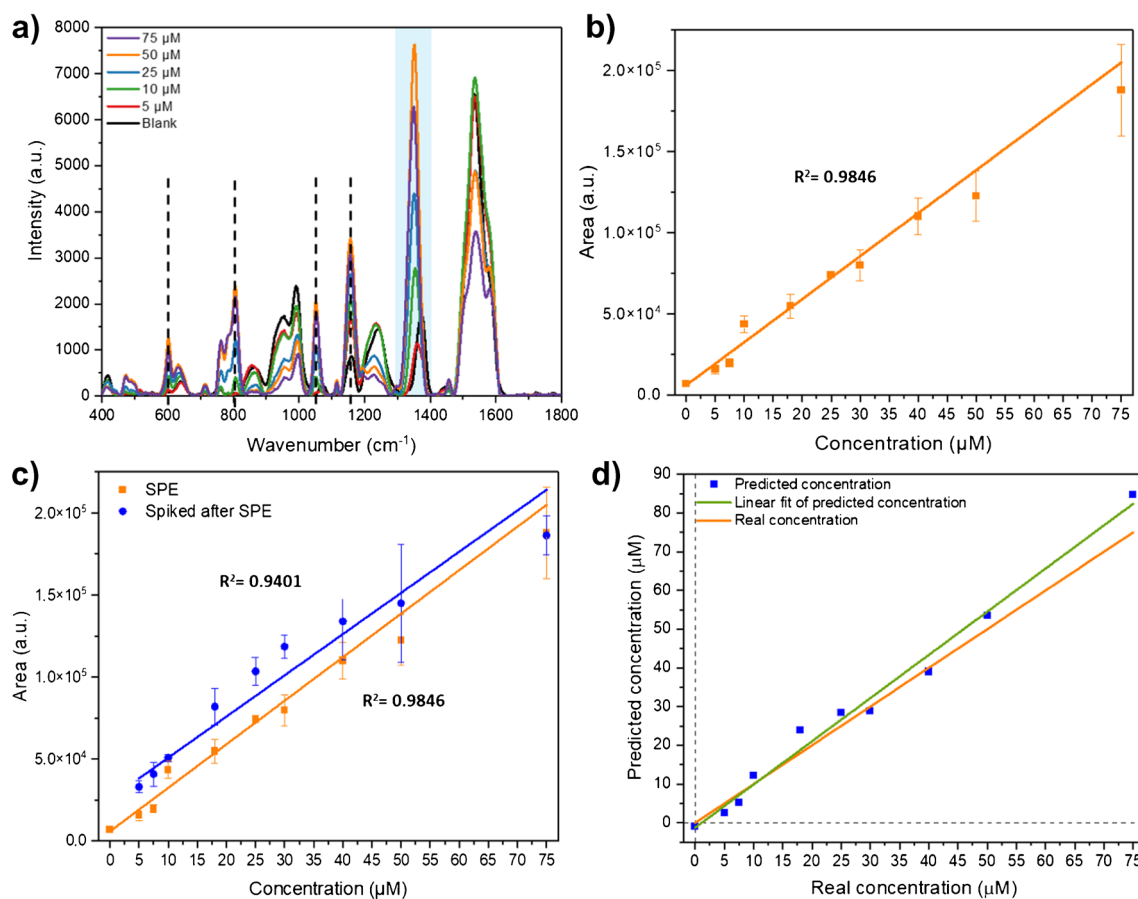 a)
8000
7000
6000
5000
4000
3000
2000
1000
0
Intensity (a.u.)
75 µM
50 µM
25 µM
10 µM
5 µM
Blank
400 600 800 1000 1200 1400 1600 1800
Wavenumber (cm⁻¹)
b)
2.0×10⁵
1.5×10⁵
1.0×10⁵
5.0×10⁴
0.0
Area (a.u.)
R²= 0.9846
0 5 10 15 20 25 30 35 40 45 50 55 60 65 70 75
Concentration (µM)
c)
SPE
Spiked after SPE
2.0×10⁵
1.5×10⁵
1.0×10⁵
5.0×10⁴
0.0
Area (a.u.)
R²= 0.9401
R²= 0.9846
0 5 10 15 20 25 30 35 40 45 50 55 60 65 70 75
Concentration (µM)
d)
90
80
70
60
50
40
30
20
10
0
Predicted concentration (µM)
Predicted concentration
Linear fit of predicted concentration
Real concentration
0 5 10 15 20 25 30 35 40 45 50 55 60 65 70 75
Real concentration (µM)